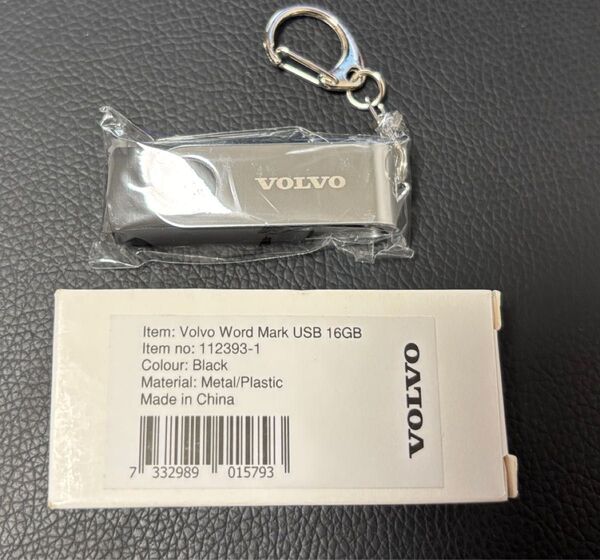 VOLVO
Item: Volvo Word Mark USB 16GB
Item no: 112393-1
Colour: Black
Material: Metal/Plastic
Made in China
7 332989 015793
VOLVO